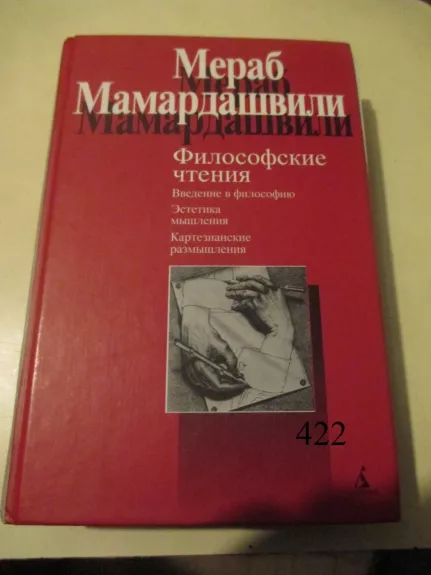 Мераб
Мамардашвили
Философские
чтения
Введение в философию
Эстетика
мышления
Картезианские
размышления
422